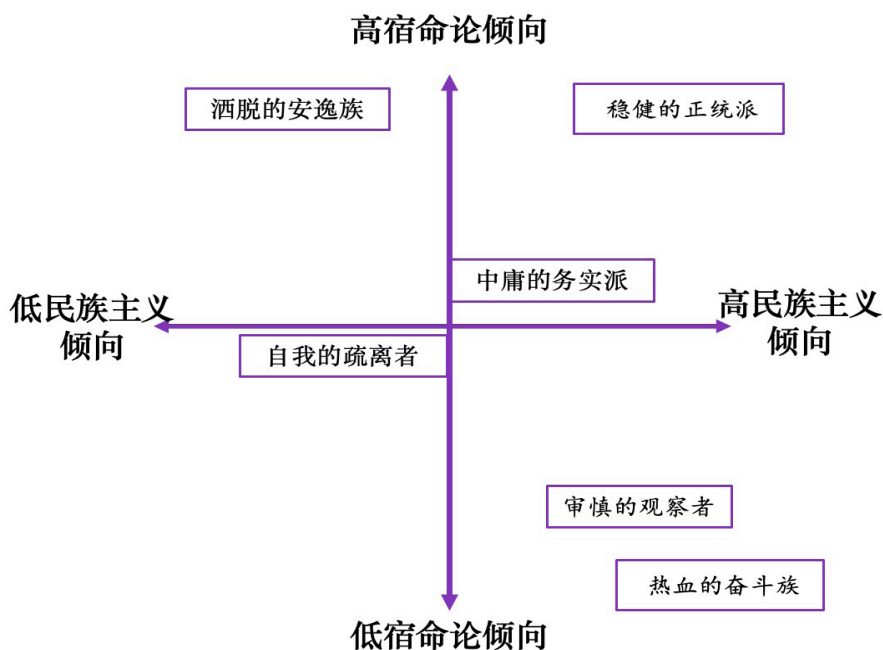 高宿命论倾向
洒脱的安逸族
稳健的正统派
中庸的务实派
低民族主义
倾向
高民族主义
倾向
自我的疏离者
审慎的观察者
热血的奋斗族
低宿命论倾向